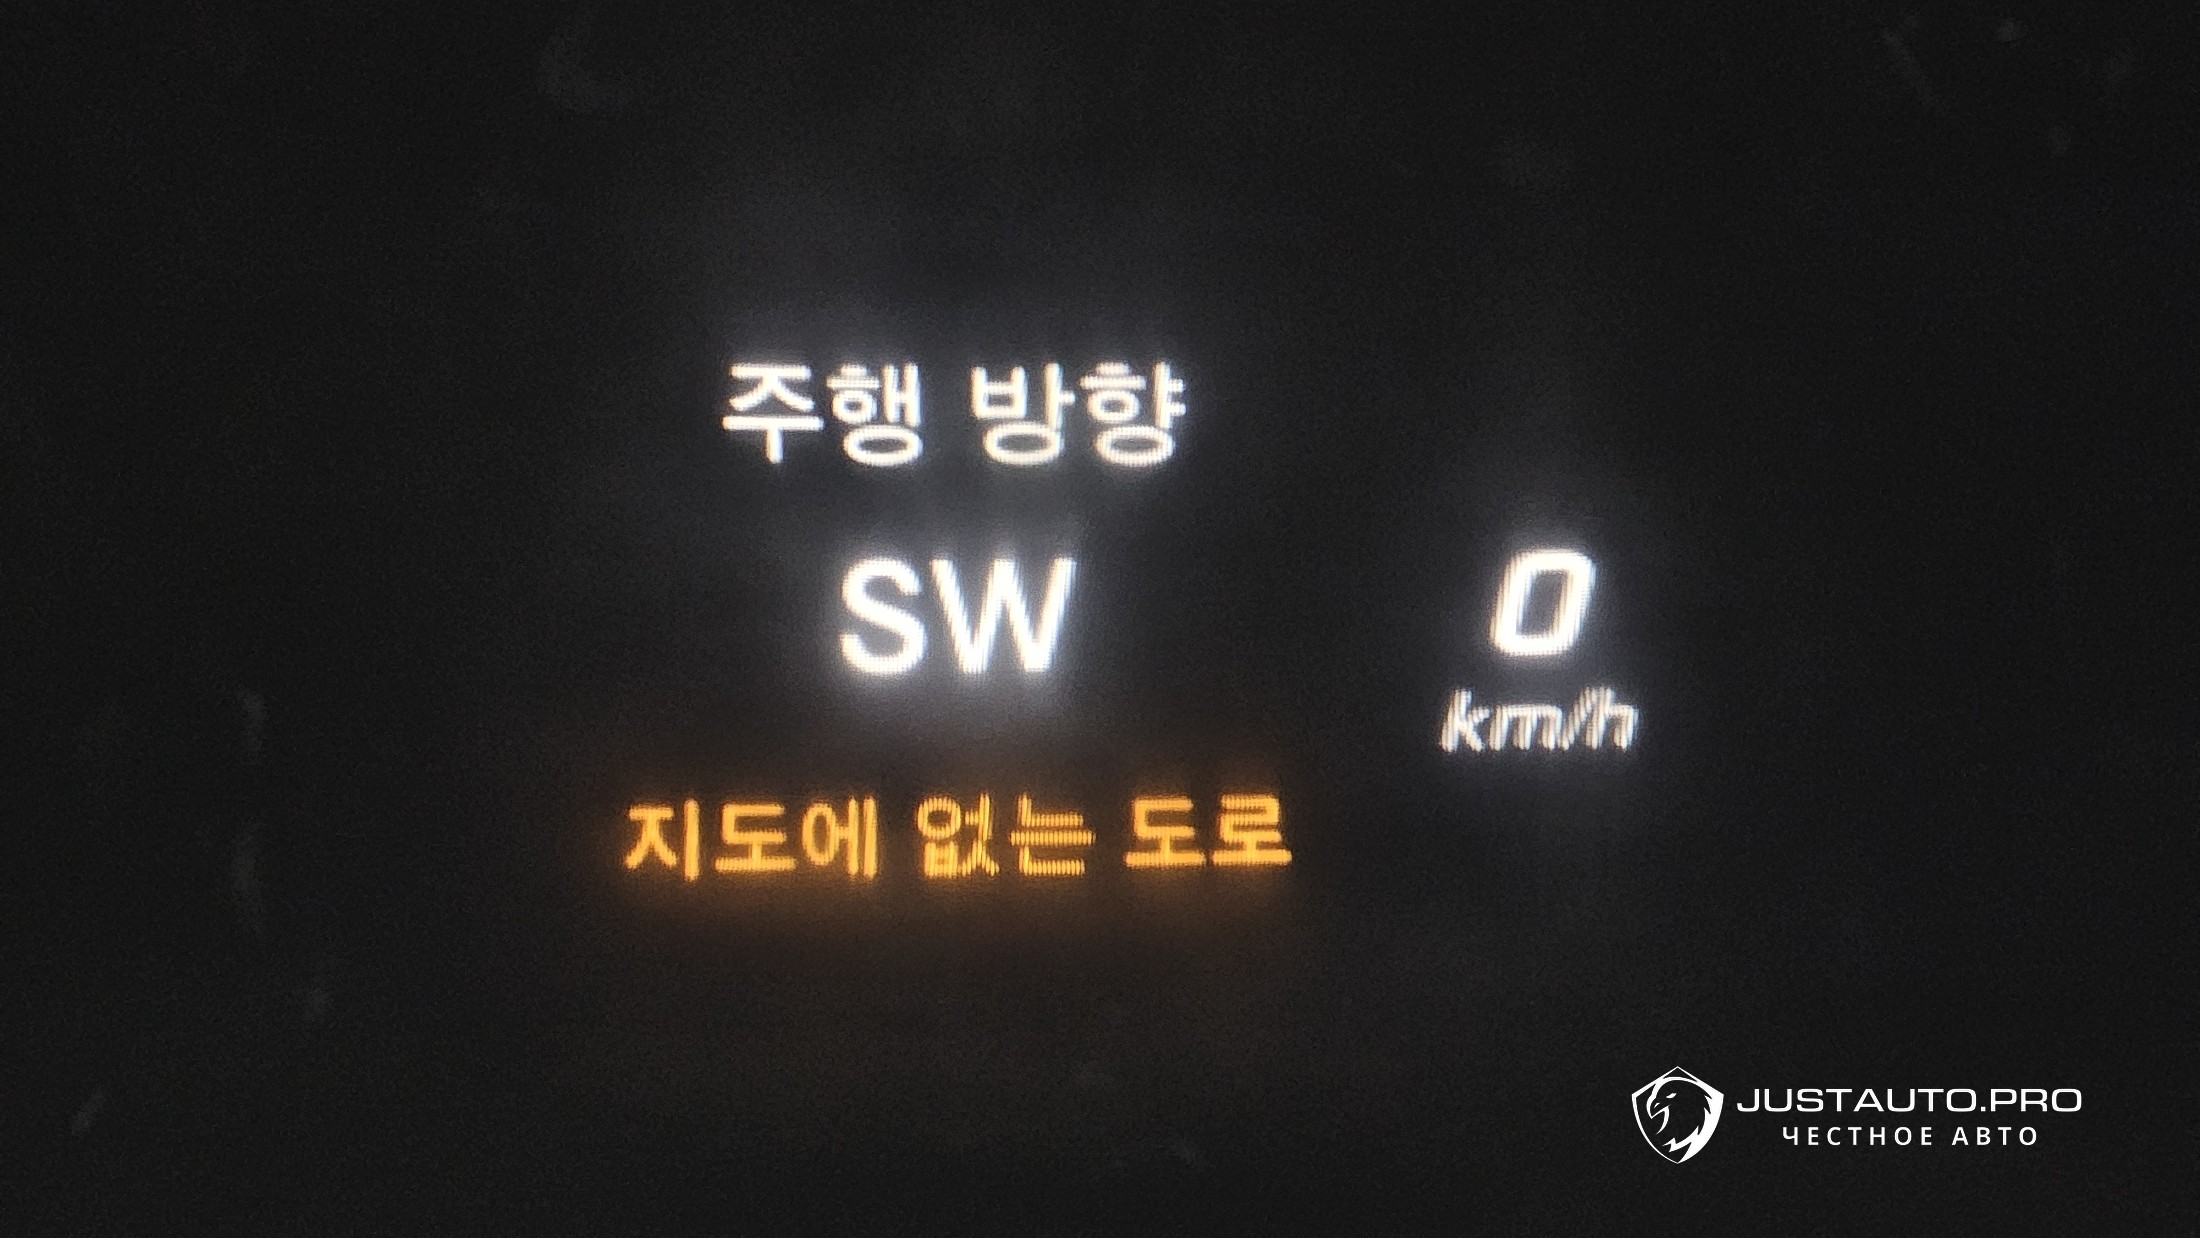 주행 방향
SW
0
km/h
지도에 없는 도로
JUSTAUTO.PRO
ЧЕСТНОЕ АВТО